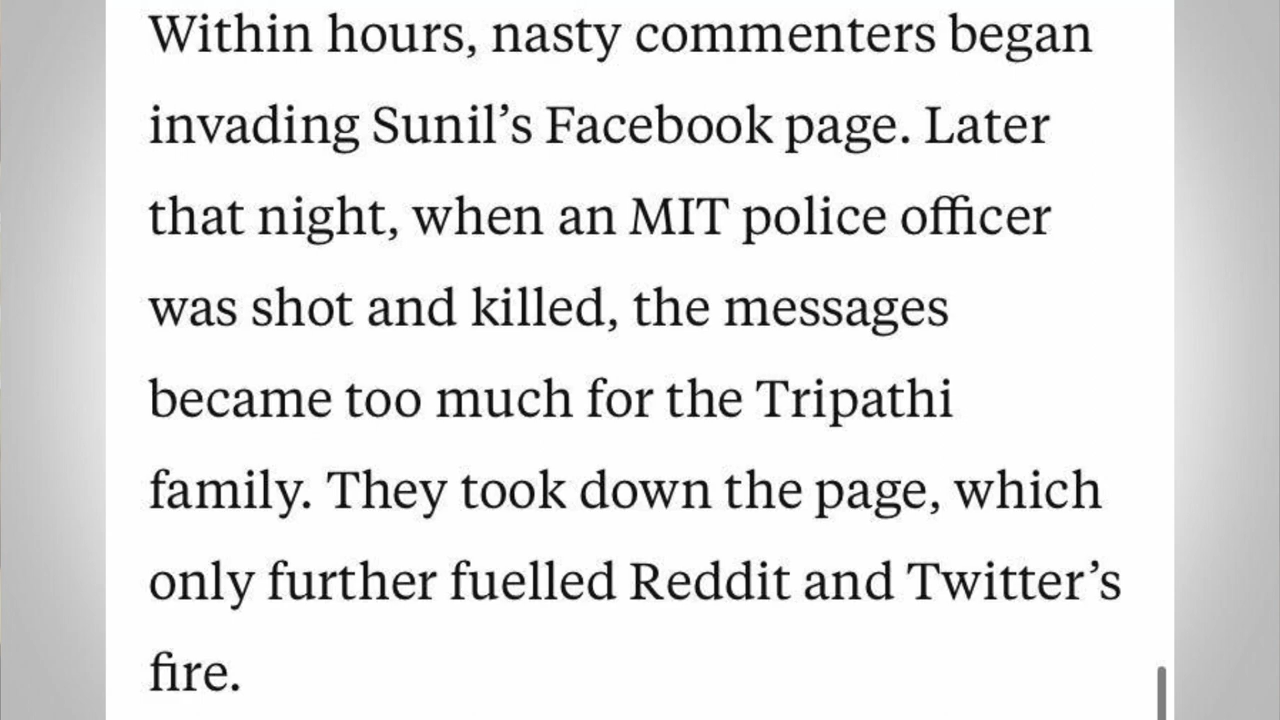 Within hours, nasty commenters began
invading Sunil’s Facebook page. Later
that night, when an MIT police officer
was shot and killed, the messages
became too much for the Tripathi
family. They took down the page, which
only further fuelled Reddit and Twitter’s
fire.